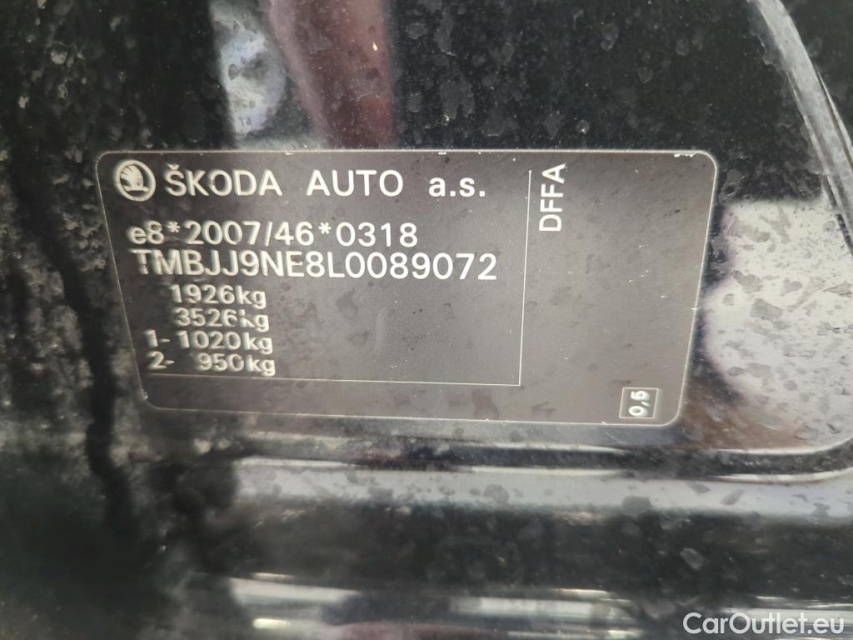 ŠKODA AUTO a.s.
e8*2007/46*0318
TMBJJ9NE8L0089072
1926kg
3526kg
1- 1020kg
2- 950kg
DFFA
0,5
CarOutlet.eu